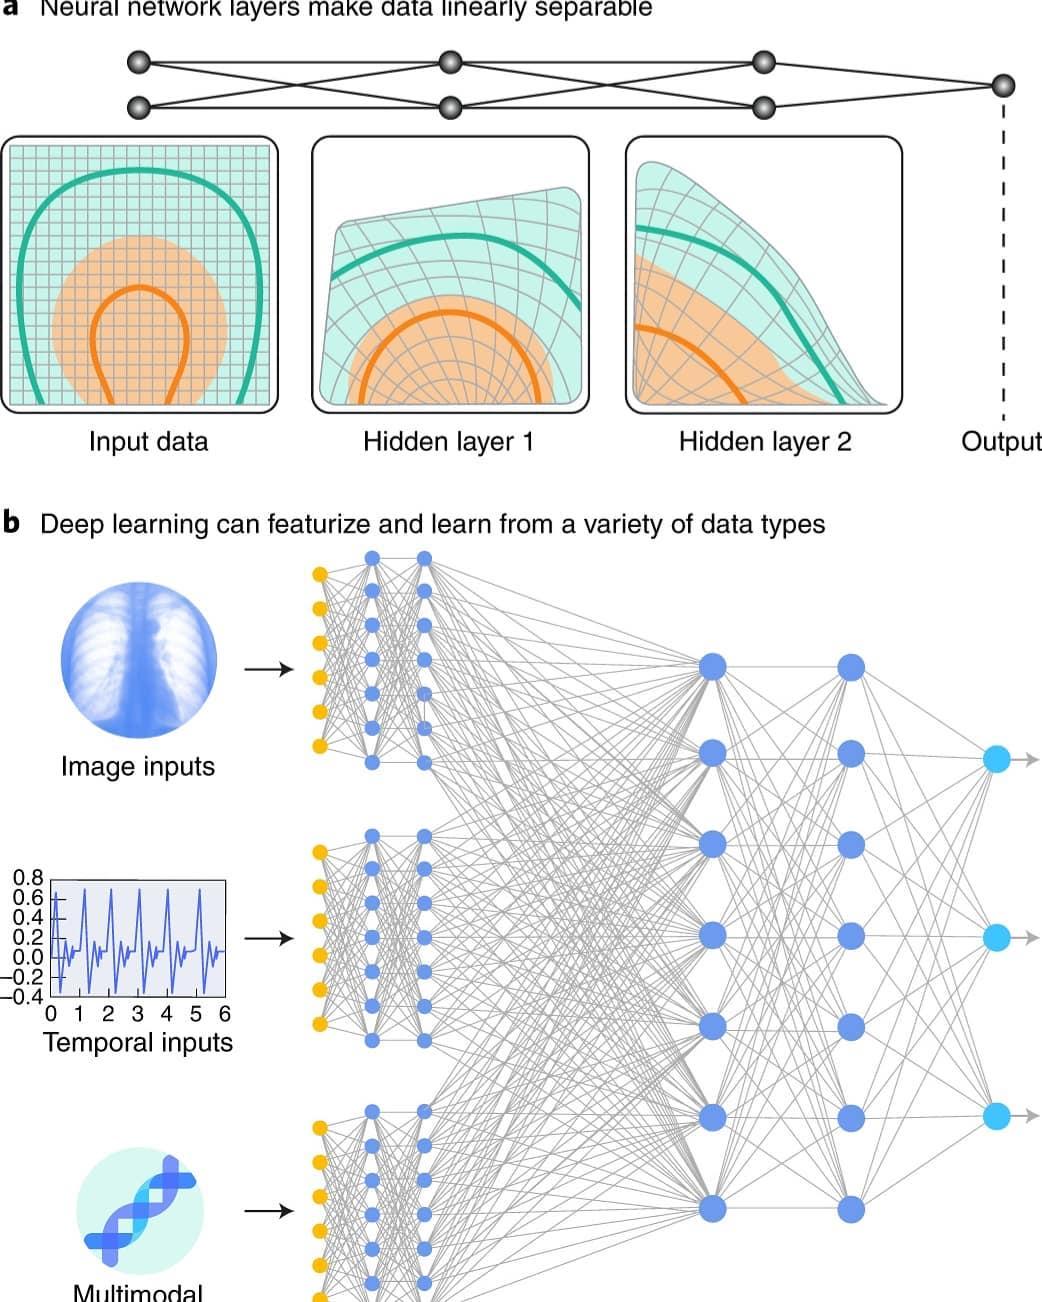 a Neural network layers make data linearly separable
Input data
Hidden layer 1
Hidden layer 2
Output
b Deep learning can featurize and learn from a variety of data types
Image inputs
0.8
0.6
0.4
0.2
0.0
–0.2
–0.4
0 1 2 3 4 5 6
Temporal inputs
Multimodal